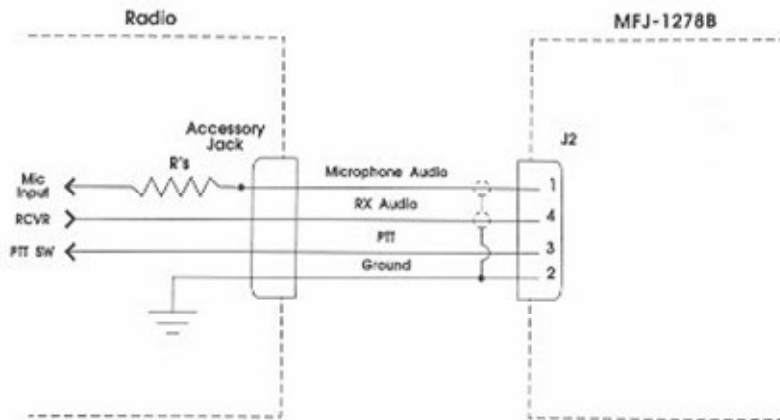 Radio
MFJ-1278B
Accessory
Jack
J2
R's
Mic
Input
Microphone Audio
1
RCVR
RX Audio
4
PTT SW
PTT
3
Ground
2